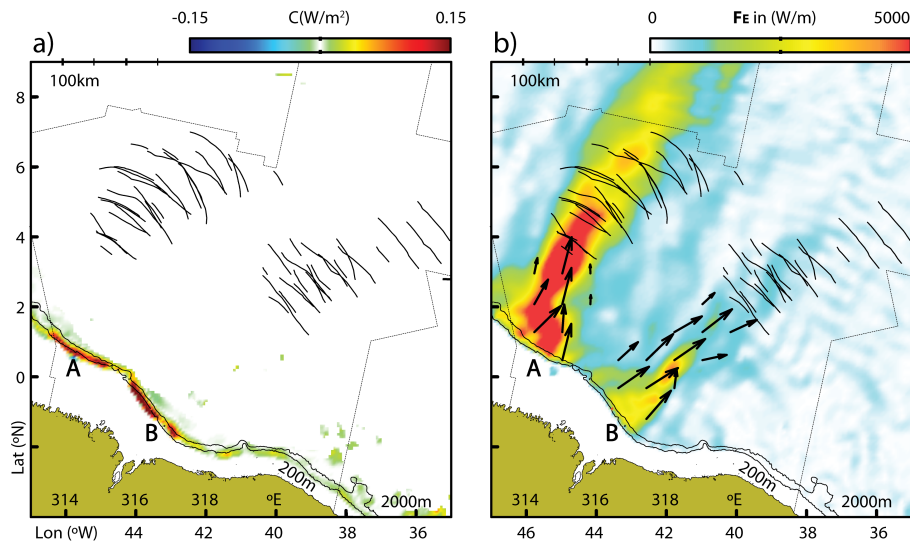 -0.15 C(W/m²) 0.15
0 FE in (W/m) 5000
a)
b)
100km
100km
8
6
4
2
0
Lat (ºN)
A
B
A
B
200m
200m
2000m
2000m
314 316 318 ºE
314 316 318 ºE
Lon (ºW) 44 42 40 38 36
46 44 42 40 38 36